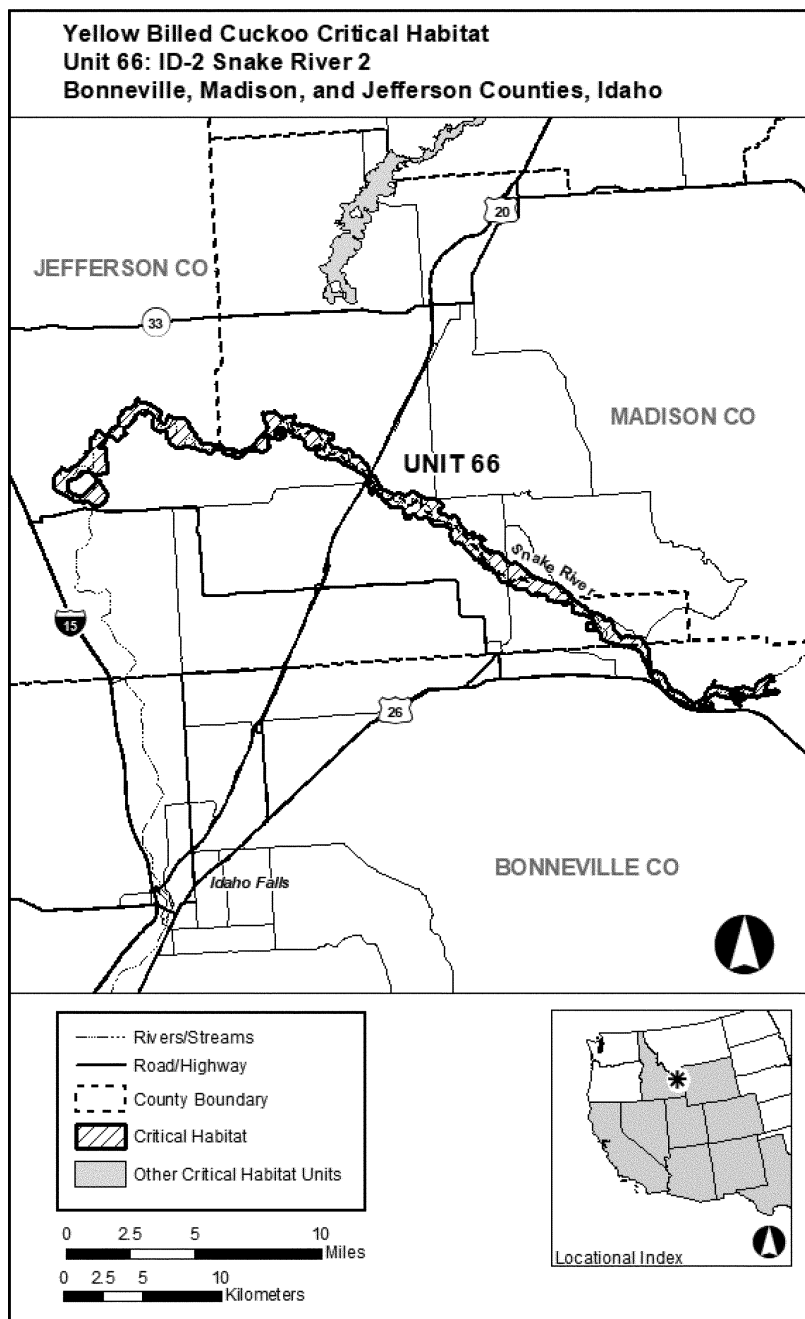 Yellow Billed Cuckoo Critical Habitat
Unit 66: ID-2 Snake River 2
Bonneville, Madison, and Jefferson Counties, Idaho
20
JEFFERSON CO
33
MADISON CO
UNIT 66
Snake River
15
26
BONNEVILLE CO
Idaho Falls
Rivers/Streams
Road/Highway
County Boundary
Critical Habitat
Other Critical Habitat Units
0 2.5 5 10
Miles
0 2.5 5 10
Kilometers
Locational Index